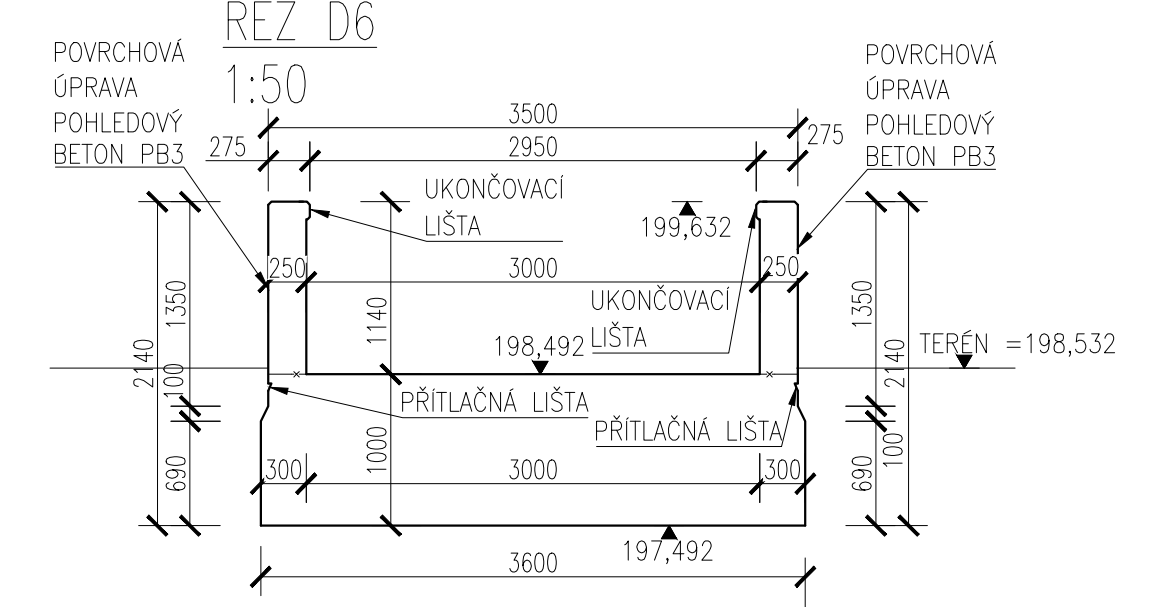 ŘEZ D6
1:50
POVRCHOVÁ
ÚPRAVA
POHLEDOVÝ
BETON PB3
POVRCHOVÁ
ÚPRAVA
POHLEDOVÝ
BETON PB3
3500
275
2950
275
UKONČOVACÍ
LIŠTA
199,632
250
3000
250
UKONČOVACÍ
LIŠTA
1350
1140
1350
2140
198,492
2140
TERÉN =198,532
100
PŘÍTLAČNÁ LIŠTA
PŘÍTLAČNÁ LIŠTA
690
1000
690
100
300
3000
300
197,492
3600